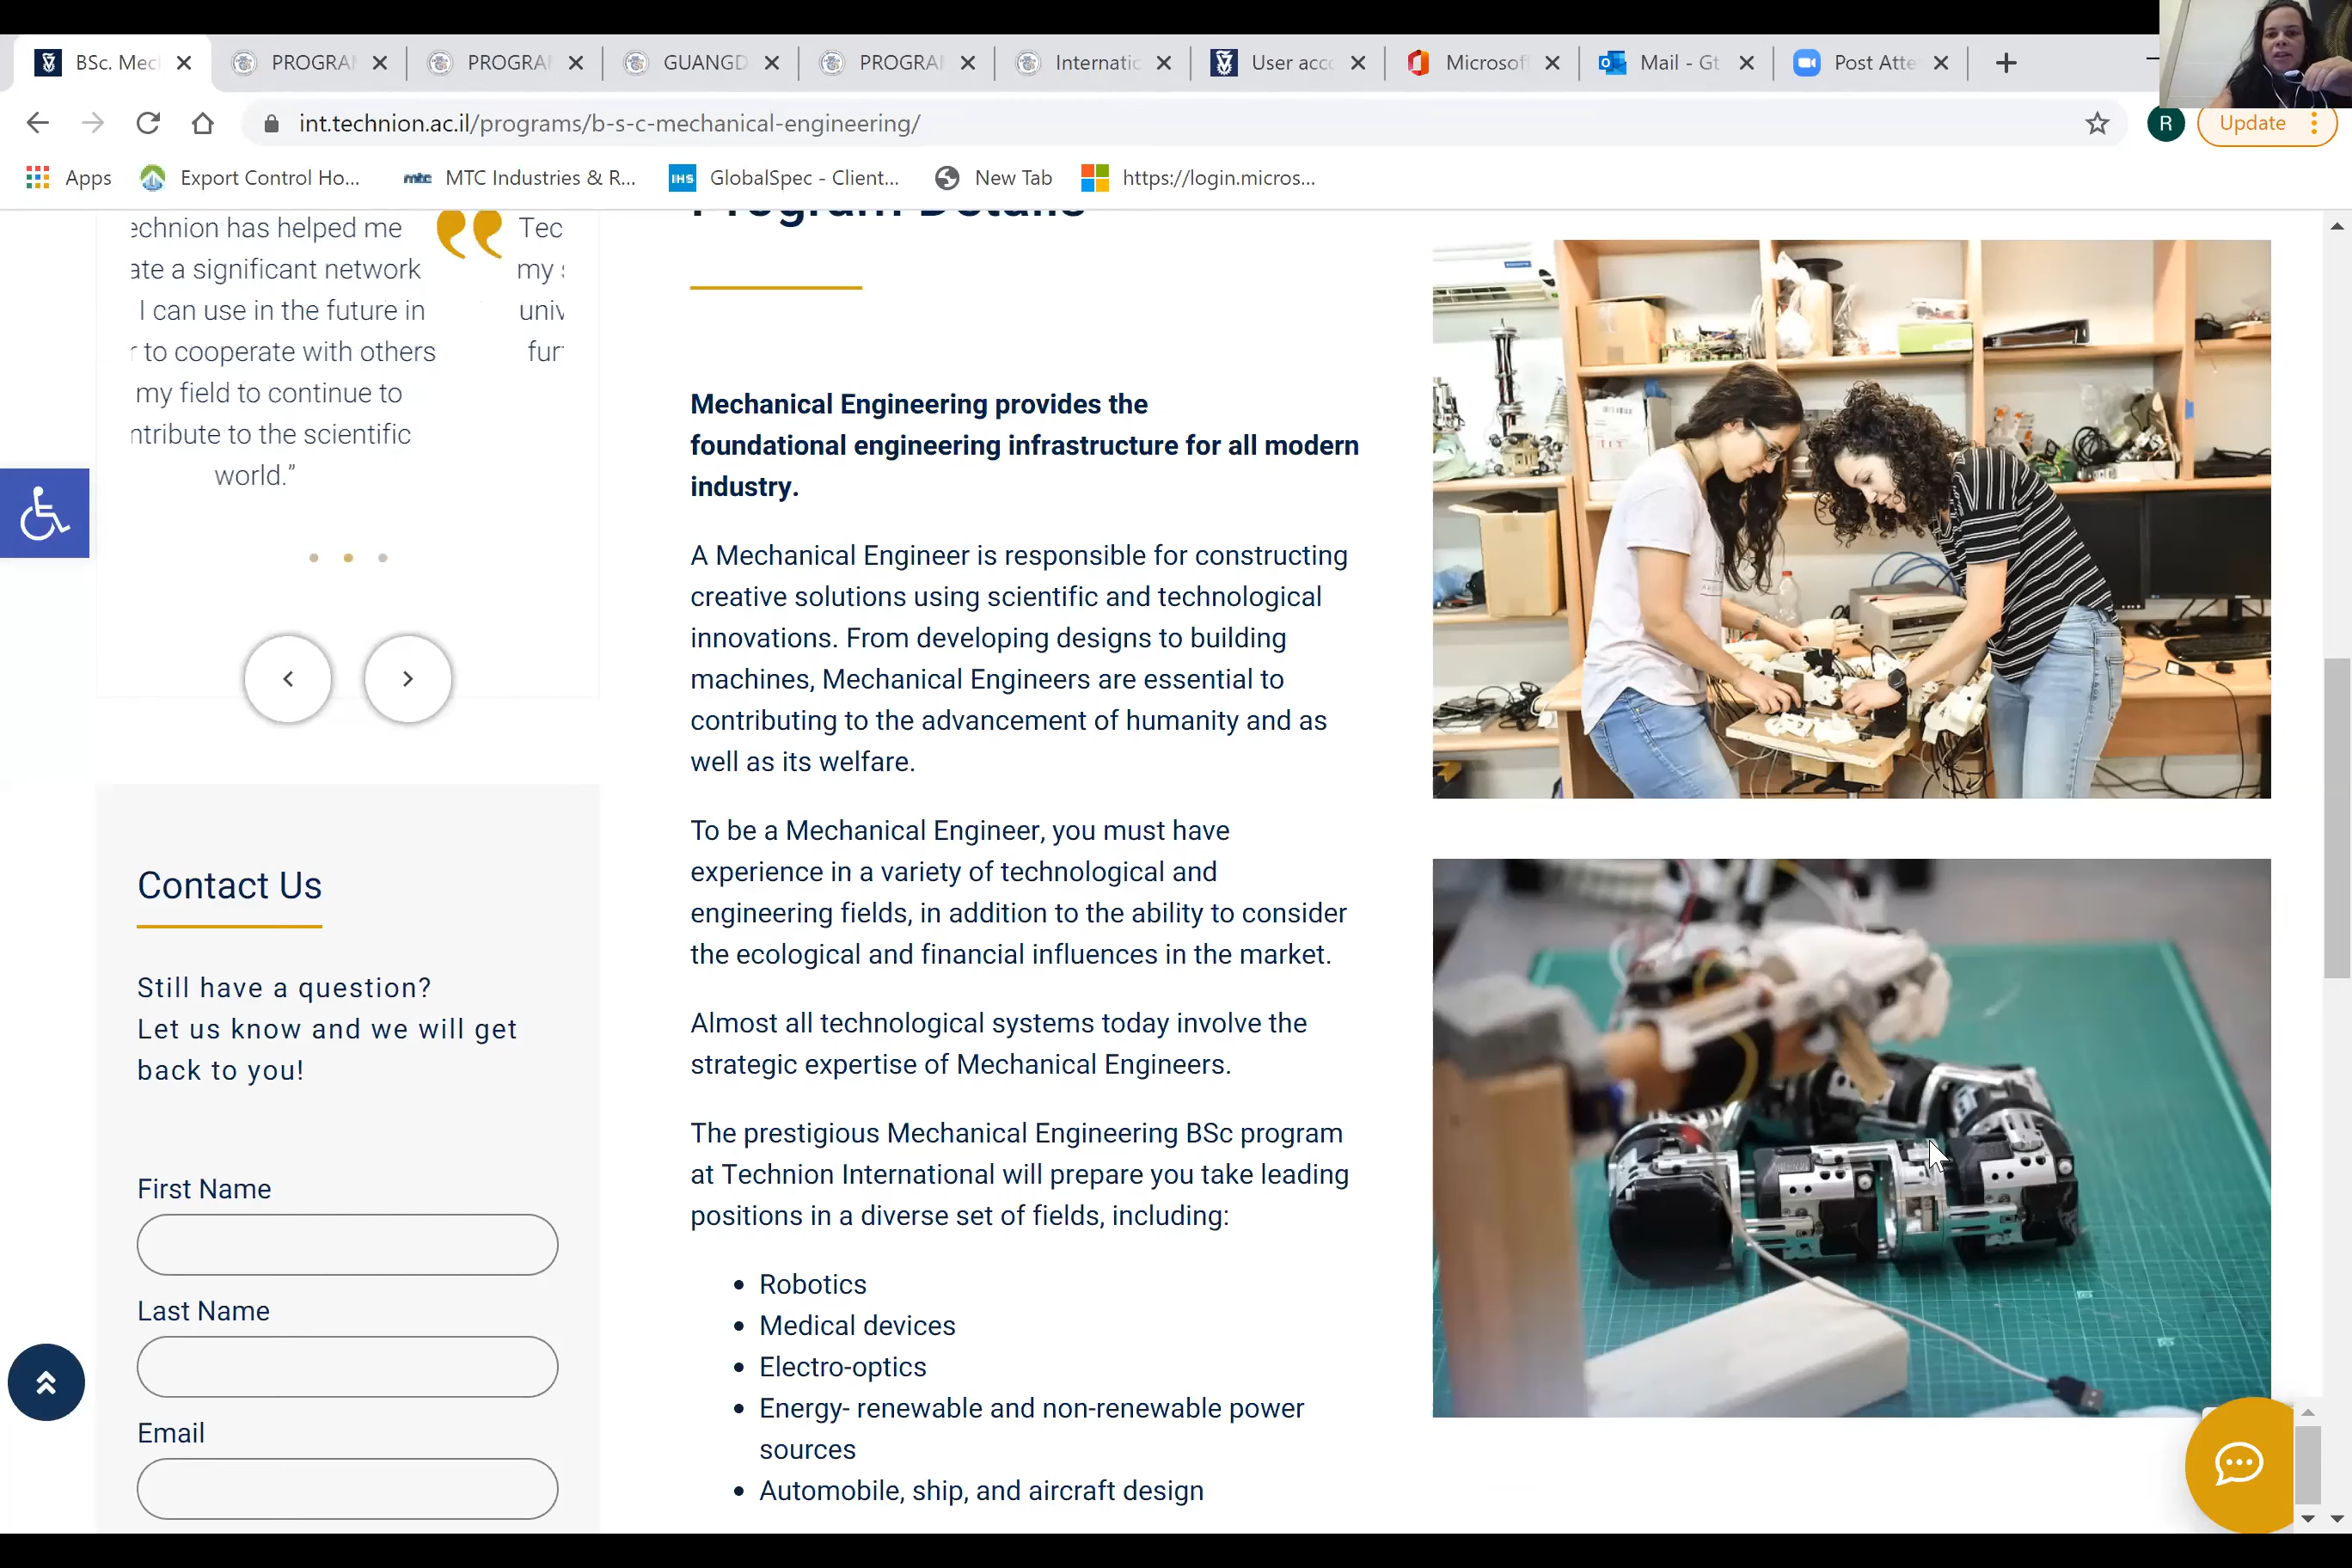 BSc. Mec
PROGRA
PROGRA
GUANGD
PROGRA
Internatic
User acco
Microsof
Mail - Gt
Post Atte
int.technion.ac.il/programs/b-s-c-mechanical-engineering/
R
Update
Apps
Export Control Ho...
mtc
MTC Industries & R...
IHS
GlobalSpec - Client...
New Tab
https://login.micros...
echnion has helped me
ate a significant network
I can use in the future in
r to cooperate with others
my field to continue to
ntribute to the scientific
world.”
Tec
my
univ
fur
Contact Us
Still have a question?
Let us know and we will get
back to you!
First Name
Last Name
Email
Program Details
Mechanical Engineering provides the
foundational engineering infrastructure for all modern
industry.
A Mechanical Engineer is responsible for constructing
creative solutions using scientific and technological
innovations. From developing designs to building
machines, Mechanical Engineers are essential to
contributing to the advancement of humanity and as
well as its welfare.
To be a Mechanical Engineer, you must have
experience in a variety of technological and
engineering fields, in addition to the ability to consider
the ecological and financial influences in the market.
Almost all technological systems today involve the
strategic expertise of Mechanical Engineers.
The prestigious Mechanical Engineering BSc program
at Technion International will prepare you take leading
positions in a diverse set of fields, including:
• Robotics
• Medical devices
• Electro-optics
• Energy- renewable and non-renewable power
sources
• Automobile, ship, and aircraft design